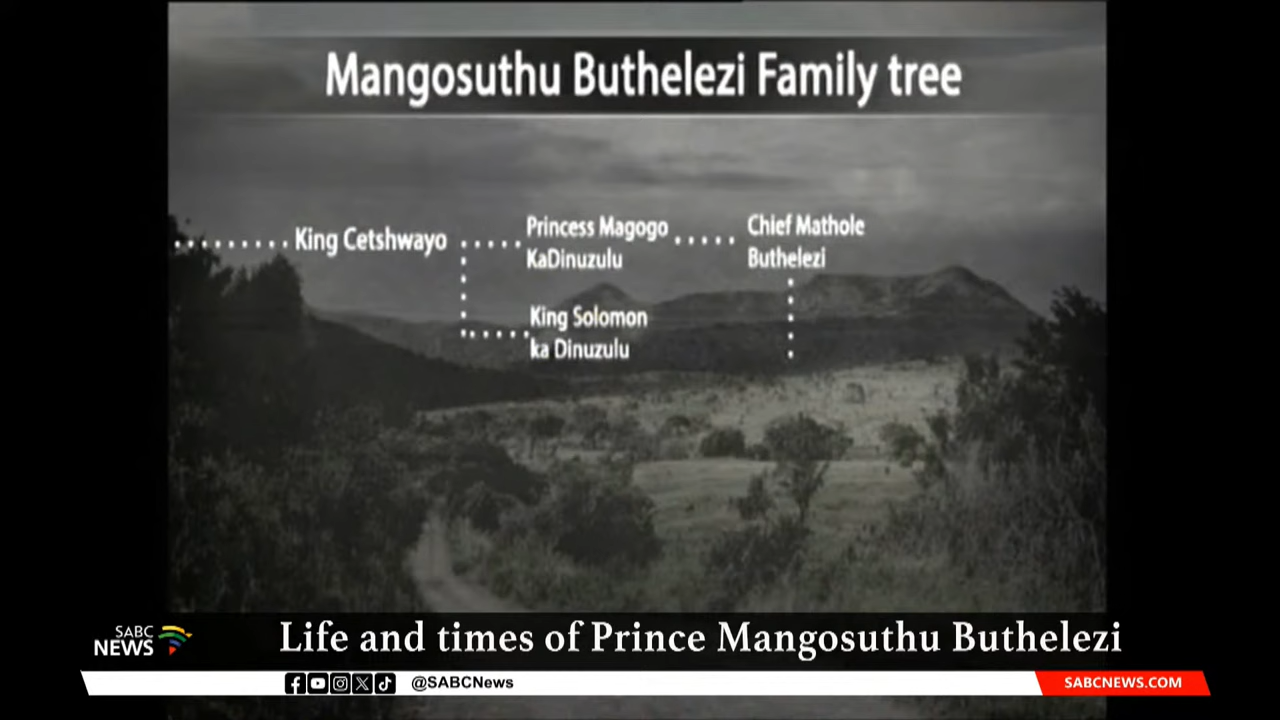 Mangosuthu Buthelezi Family tree
King Cetshwayo
Princess Magogo
KaDinuzulu
Chief Mathole
Buthelezi
King Solomon
ka Dinuzulu
SABC
NEWS
Life and times of Prince Mangosuthu Buthelezi
@SABCNews
SABCNEWS.COM